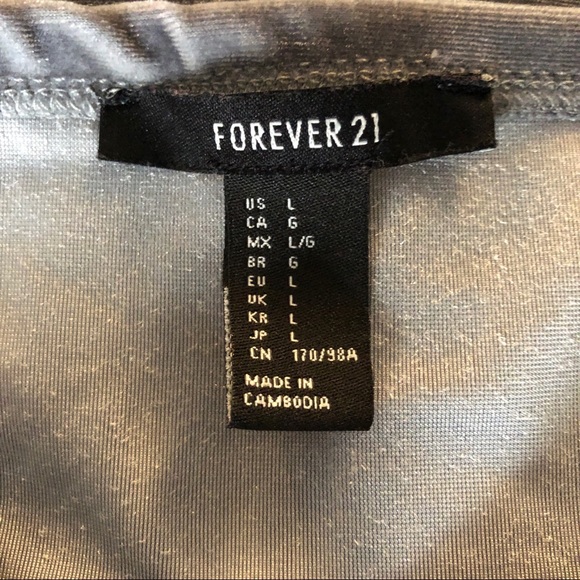 FOREVER 21
US L
CA G
MX L/G
BR G
EU L
UK L
KR L
JP L
CN 170/98A
MADE IN
CAMBODIA